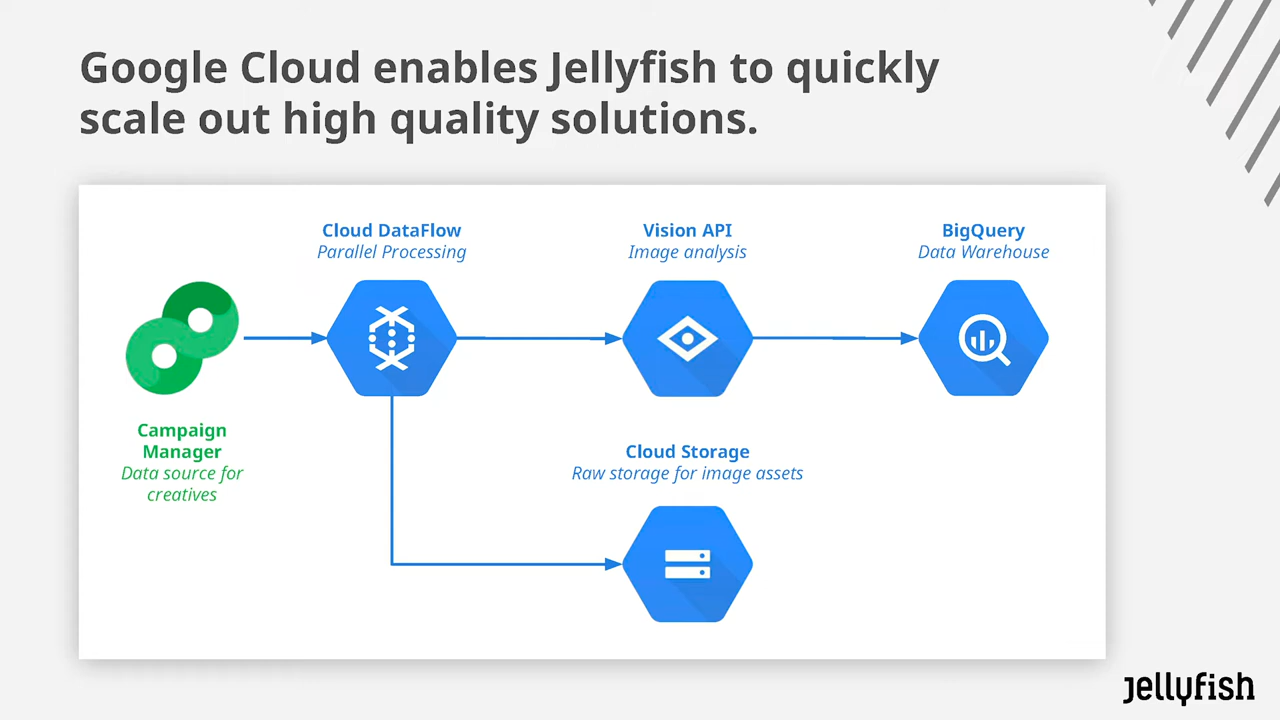 Google Cloud enables Jellyfish to quickly
scale out high quality solutions.
Cloud DataFlow
Parallel Processing
Vision API
Image analysis
BigQuery
Data Warehouse
Campaign
Manager
Data source for
creatives
Cloud Storage
Raw storage for image assets
Jellyfish